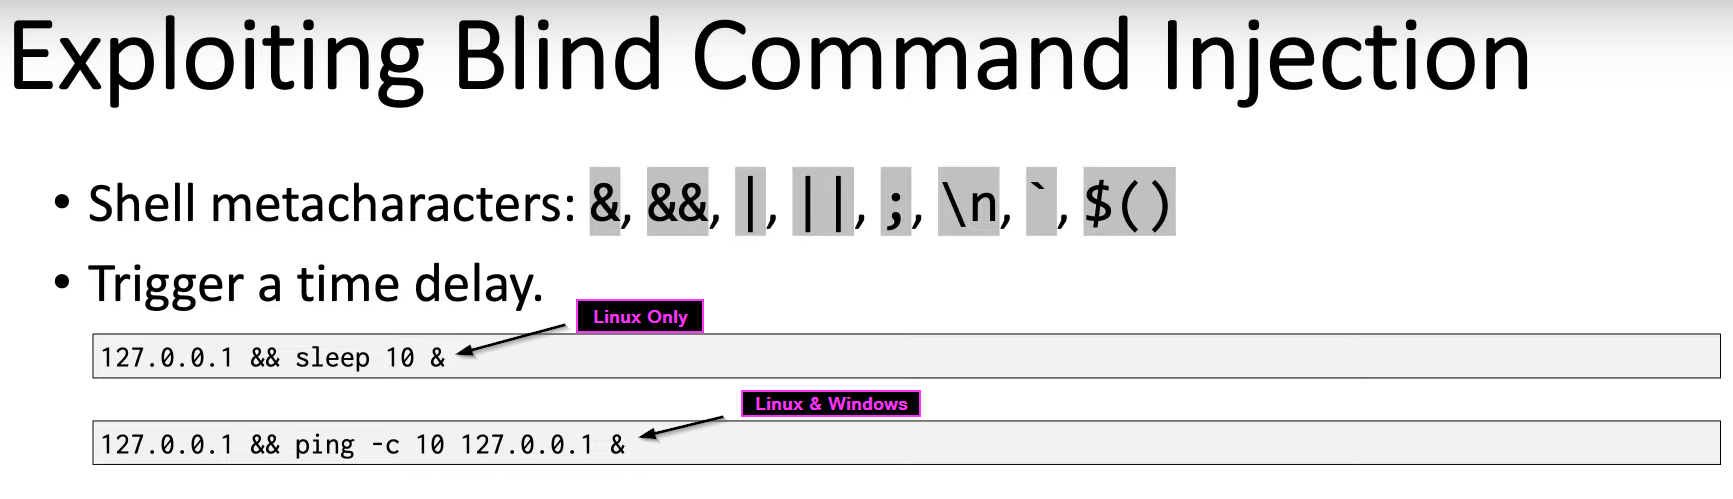 Exploiting Blind Command Injection
• Shell metacharacters: &, &&, |, ||, ;, \n, `, $()
• Trigger a time delay.
Linux Only
127.0.0.1 && sleep 10 &
Linux & Windows
127.0.0.1 && ping -c 10 127.0.0.1 &